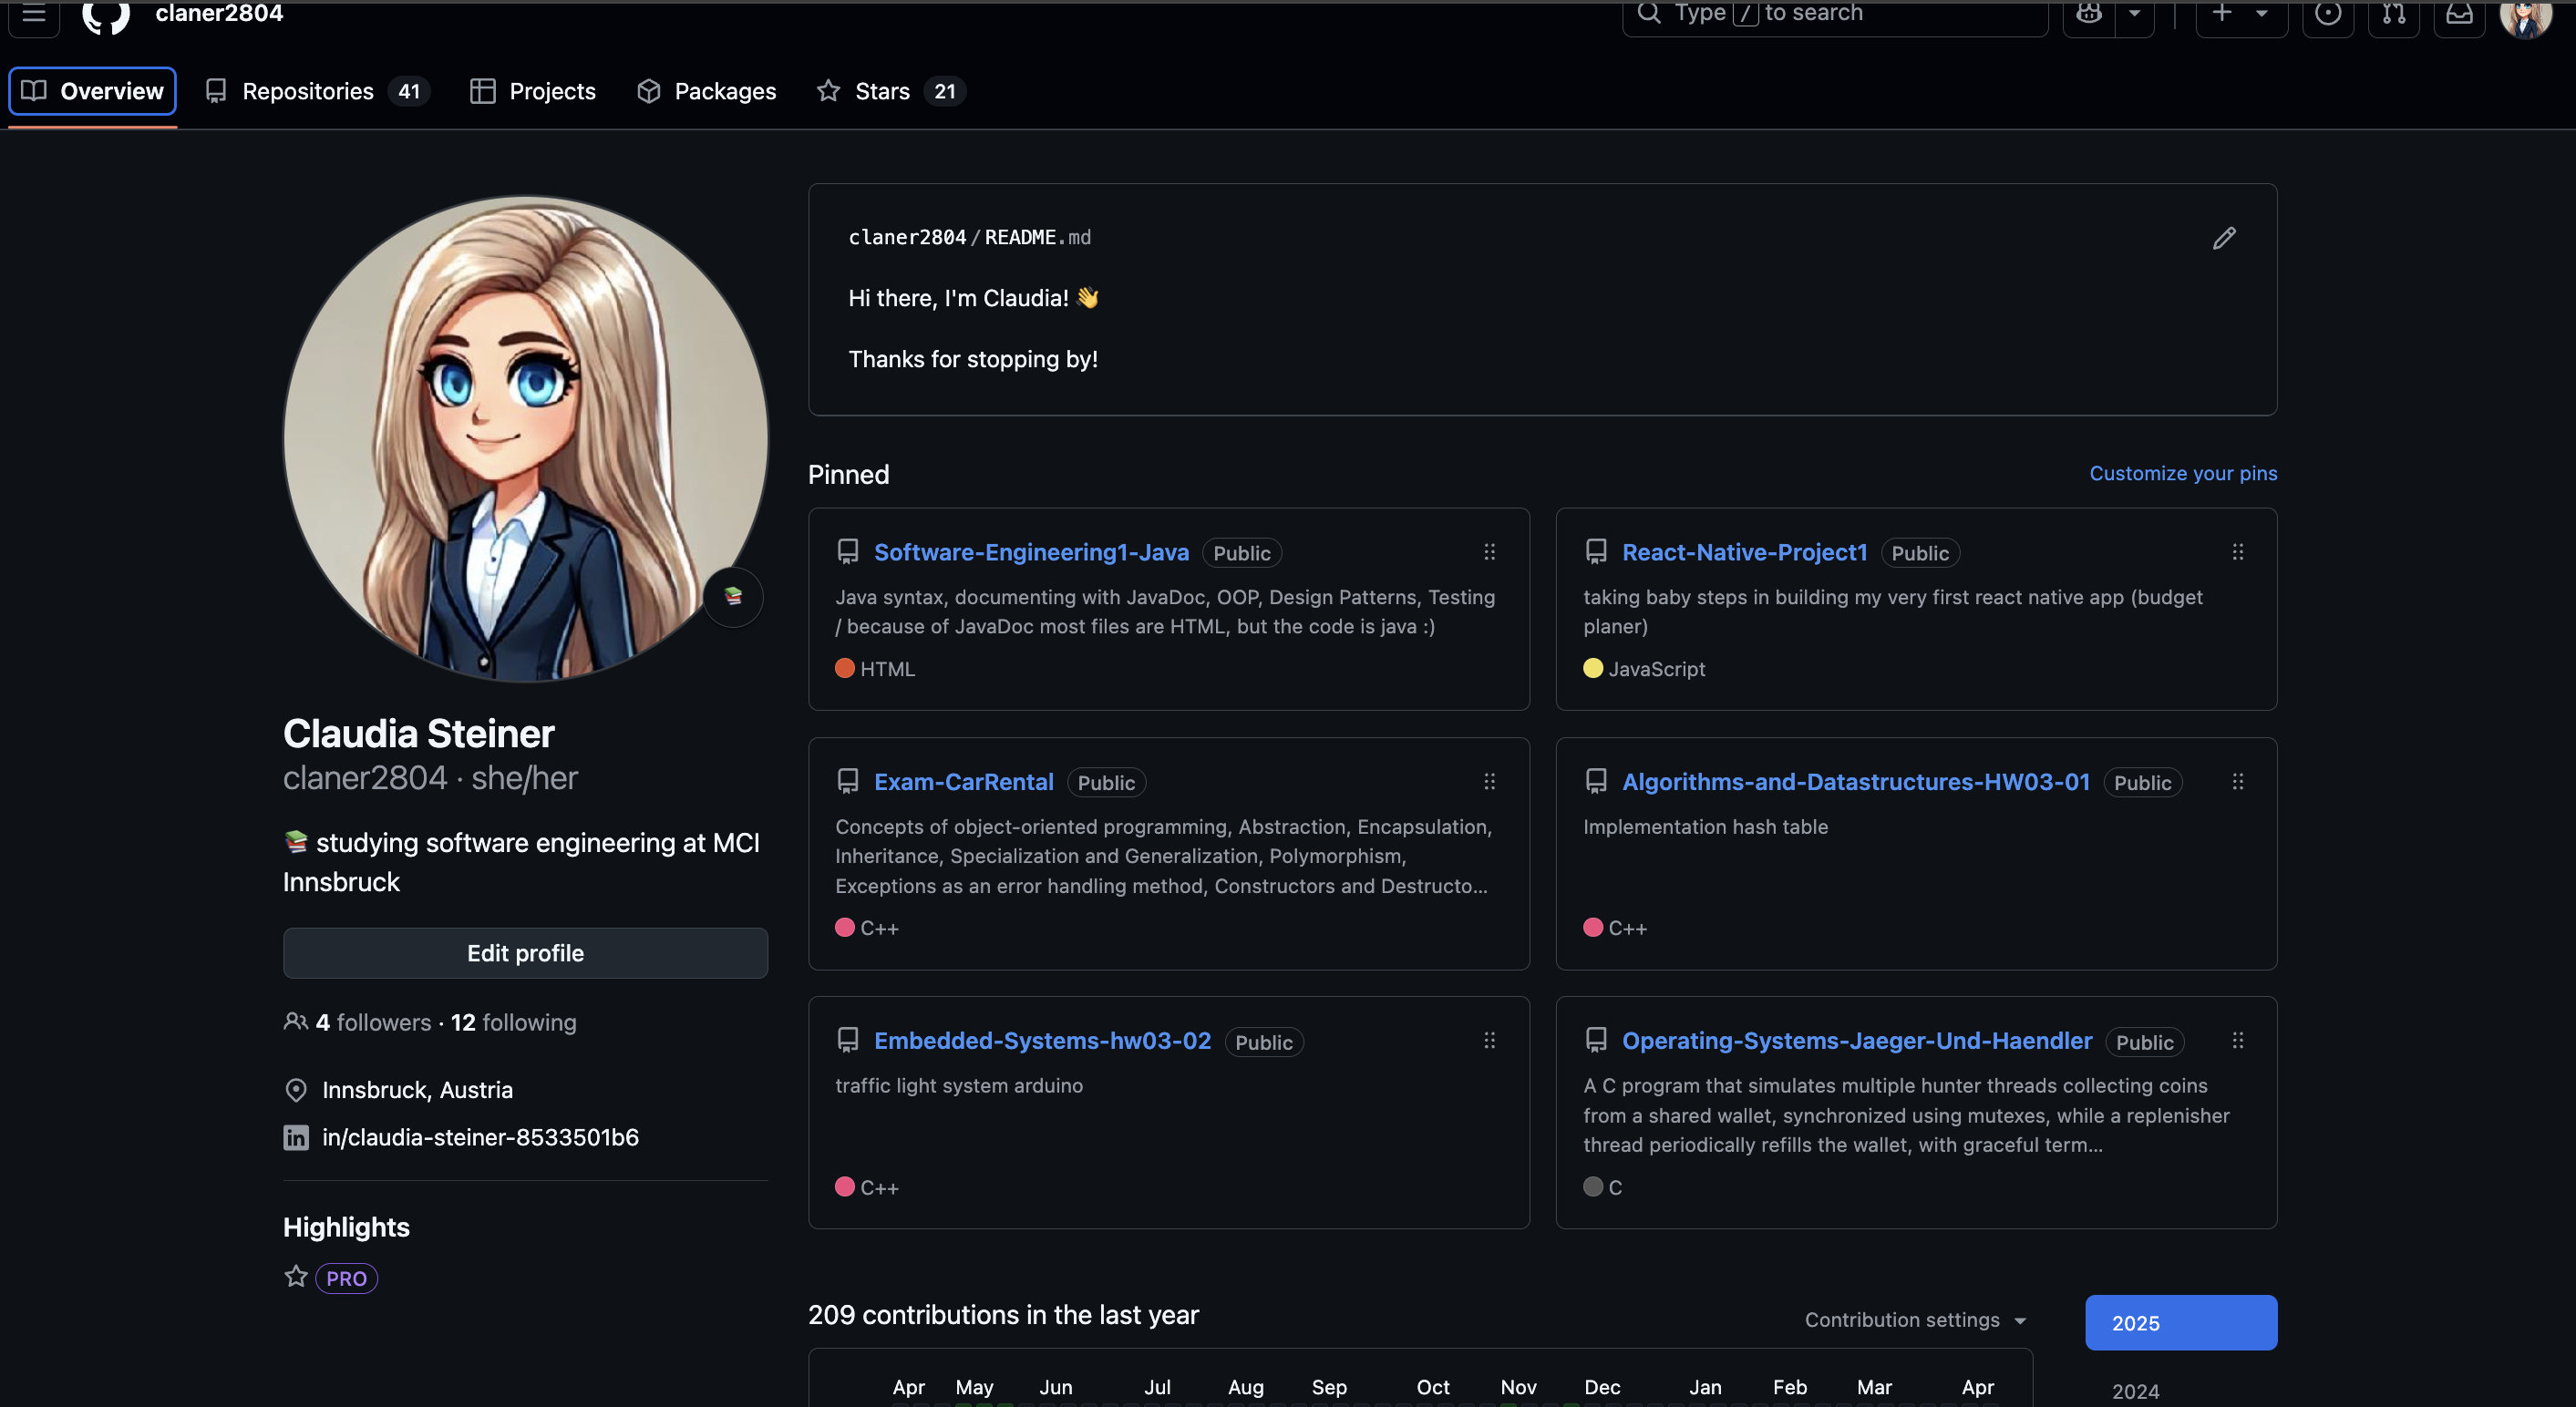 claner2804
Type / to search
Overview
Repositories 41
Projects
Packages
Stars 21
claner2804/README.md
Hi there, I'm Claudia! 👋
Thanks for stopping by!
Claudia Steiner
claner2804 · she/her
📚 studying software engineering at MCI
Innsbruck
Edit profile
4 followers · 12 following
Innsbruck, Austria
in/claudia-steiner-8533501b6
Highlights
PRO
Pinned
Customize your pins
Software-Engineering1-Java Public
Java syntax, documenting with JavaDoc, OOP, Design Patterns, Testing
/ because of JavaDoc most files are HTML, but the code is java :)
HTML
React-Native-Project1 Public
taking baby steps in building my very first react native app (budget
planer)
JavaScript
Exam-CarRental Public
Concepts of object-oriented programming, Abstraction, Encapsulation,
Inheritance, Specialization and Generalization, Polymorphism,
Exceptions as an error handling method, Constructors and Destructo...
C++
Algorithms-and-Datastructures-HW03-01 Public
Implementation hash table
C++
Embedded-Systems-hw03-02 Public
traffic light system arduino
C++
Operating-Systems-Jaeger-Und-Haendler Public
A C program that simulates multiple hunter threads collecting coins
from a shared wallet, synchronized using mutexes, while a replenisher
thread periodically refills the wallet, with graceful term...
C
209 contributions in the last year
Contribution settings
2025
2024
Apr May Jun Jul Aug Sep Oct Nov Dec Jan Feb Mar Apr